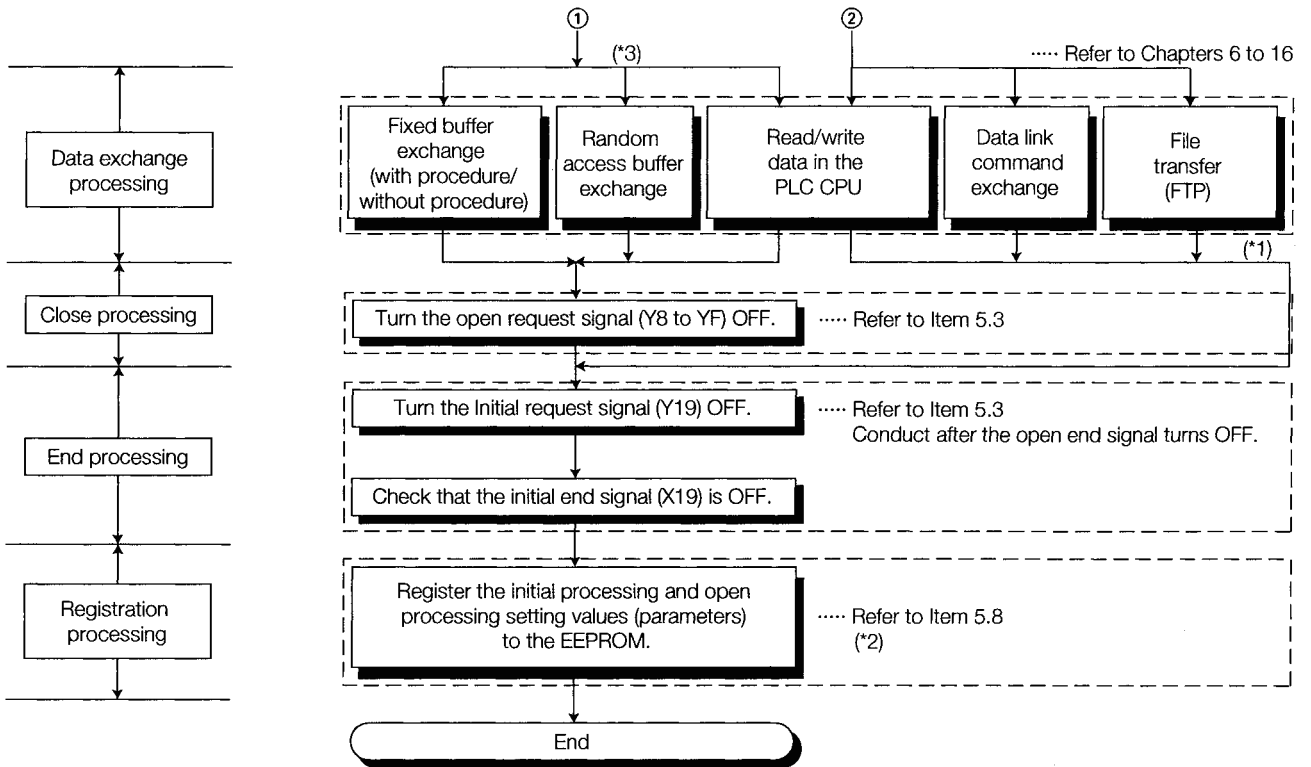 ① ②
(*3)
····· Refer to Chapters 6 to 16
Data exchange
processing
Fixed buffer
exchange
(with procedure/
without procedure)
Random
access buffer
exchange
Read/write
data in the
PLC CPU
Data link
command
exchange
File
transfer
(FTP)
(*1)
Close processing
Turn the open request signal (Y8 to YF) OFF.
····· Refer to Item 5.3
End processing
Turn the Initial request signal (Y19) OFF.
····· Refer to Item 5.3
Conduct after the open end signal turns OFF.
Check that the initial end signal (X19) is OFF.
Registration
processing
Register the initial processing and open
processing setting values (parameters)
to the EEPROM.
····· Refer to Item 5.8
(*2)
End